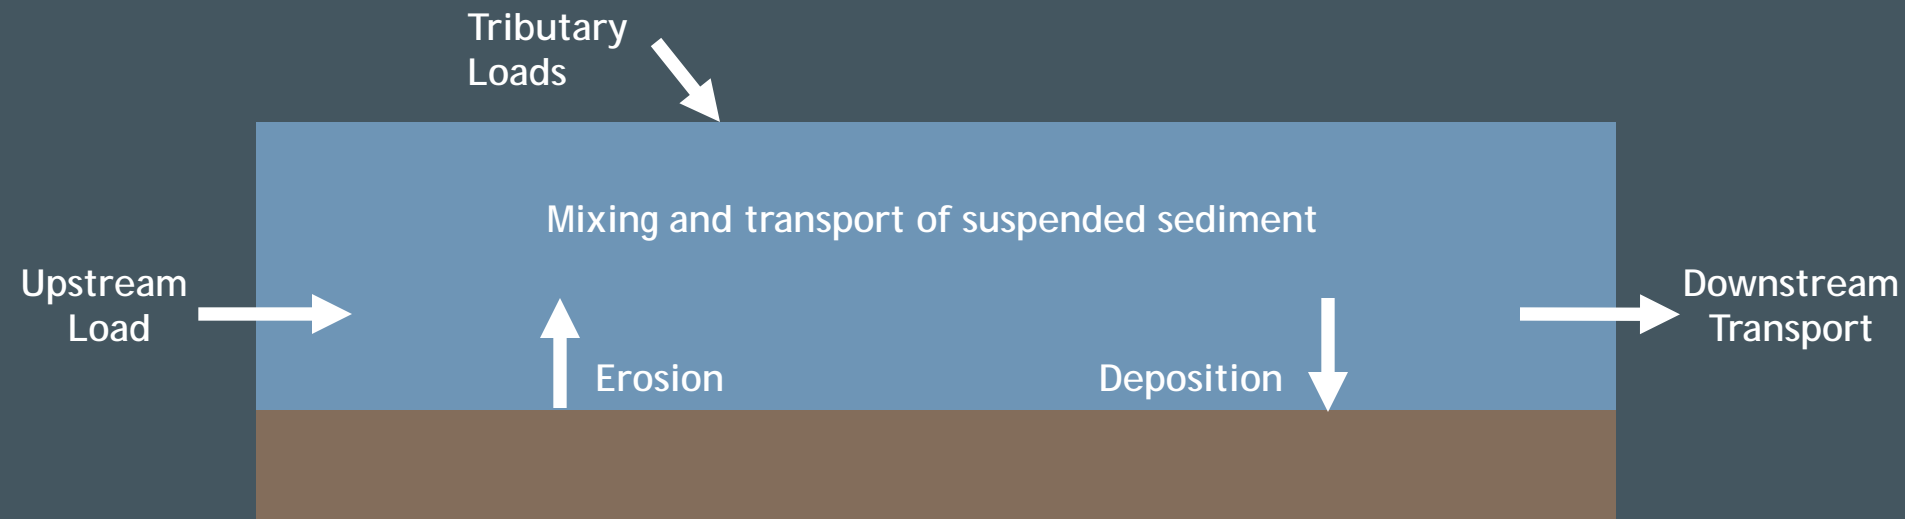 Tributary
Loads
Mixing and transport of suspended sediment
Upstream
Load
Downstream
Transport
Erosion
Deposition